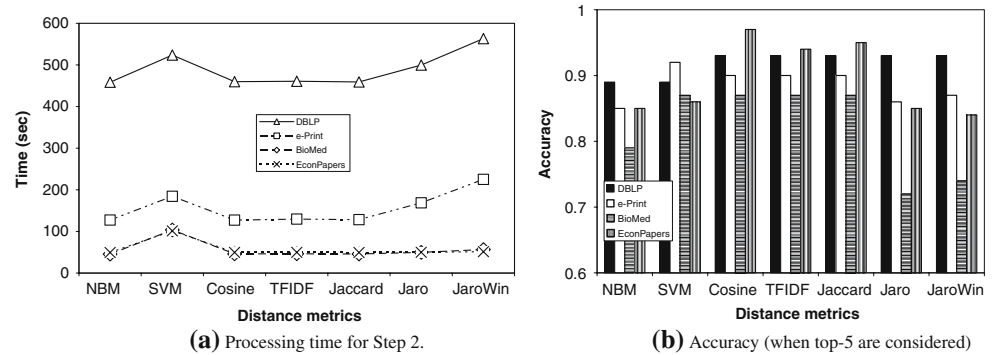 600
500
400
300
200
100
0
Time (sec)
DBLP
e-Print
BioMed
EconPapers
NBM SVM Cosine TFIDF Jaccard Jaro JaroWin
Distance metrics
(a) Processing time for Step 2.
1
0.9
0.8
0.7
0.6
Accuracy
DBLP
e-Print
BioMed
EconPapers
NBM SVM Cosine TFIDF Jaccard Jaro JaroWin
Distance metrics
(b) Accuracy (when top-5 are considered)